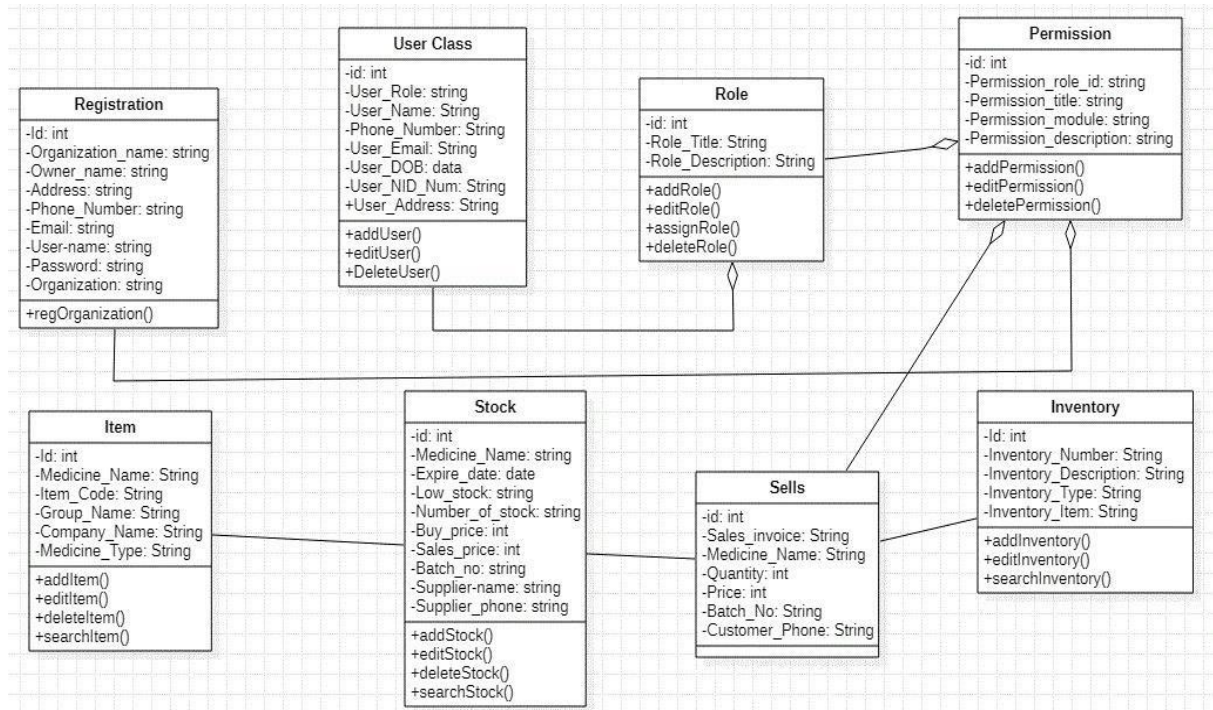 Registration
-Id: int
-Organization_name: string
-Owner_name: string
-Address: string
-Phone_Number: string
-Email: string
-User-name: string
-Password: string
-Organization: string
+regOrganization()
User Class
-id: int
-User_Role: string
-User_Name: String
-Phone_Number: String
-User_Email: String
-User_DOB: data
-User_NID_Num: String
+User_Address: String
+addUser()
+editUser()
+DeleteUser()
Role
-id: int
-Role_Title: String
-Role_Description: String
+addRole()
+editRole()
+assignRole()
+deleteRole()
Permission
-id: int
-Permission_role_id: string
-Permission_title: string
-Permission_module: string
-Permission_description: string
+addPermission()
+editPermission()
+deletePermission()
Item
-Id: int
-Medicine_Name: String
-Item_Code: String
-Group_Name: String
-Company_Name: String
-Medicine_Type: String
+addItem()
+editItem()
+deleteItem()
+searchItem()
Stock
-id: int
-Medicine_Name: string
-Expire_date: date
-Low_stock: string
-Number_of_stock: string
-Buy_price: int
-Sales_price: int
-Batch_no: string
-Supplier-name: string
-Supplier_phone: string
+addStock()
+editStock()
+deleteStock()
+searchStock()
Sells
-id: int
-Sales_invoice: String
-Medicine_Name: String
-Quantity: int
-Price: int
-Batch_No: String
-Customer_Phone: String
Inventory
-Id: int
-Inventory_Number: String
-Inventory_Description: String
-Inventory_Type: String
-Inventory_Item: String
+addInventory()
+editInventory()
+searchInventory()